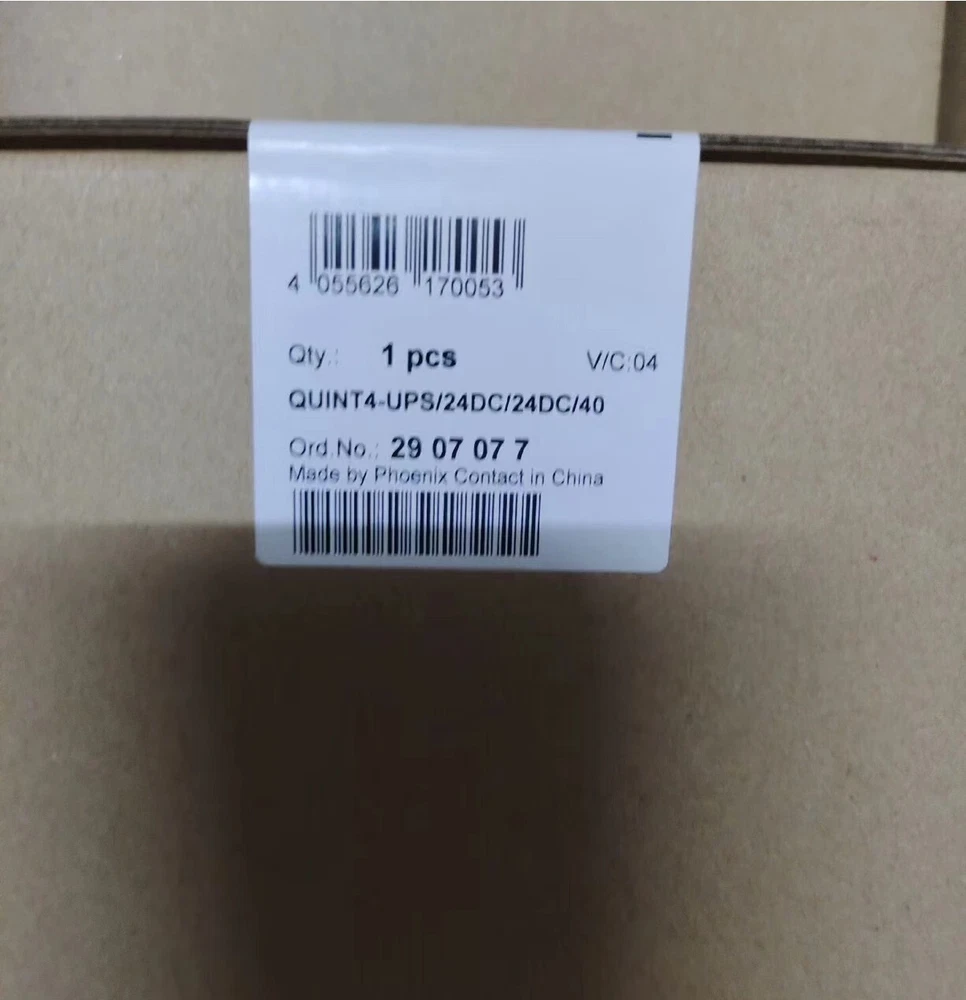 4 055626 170053
Qty.: 1 pcs V/C:04
QUINT4-UPS/24DC/24DC/40
Ord.No.: 29 07 07 7
Made by Phoenix Contact in China